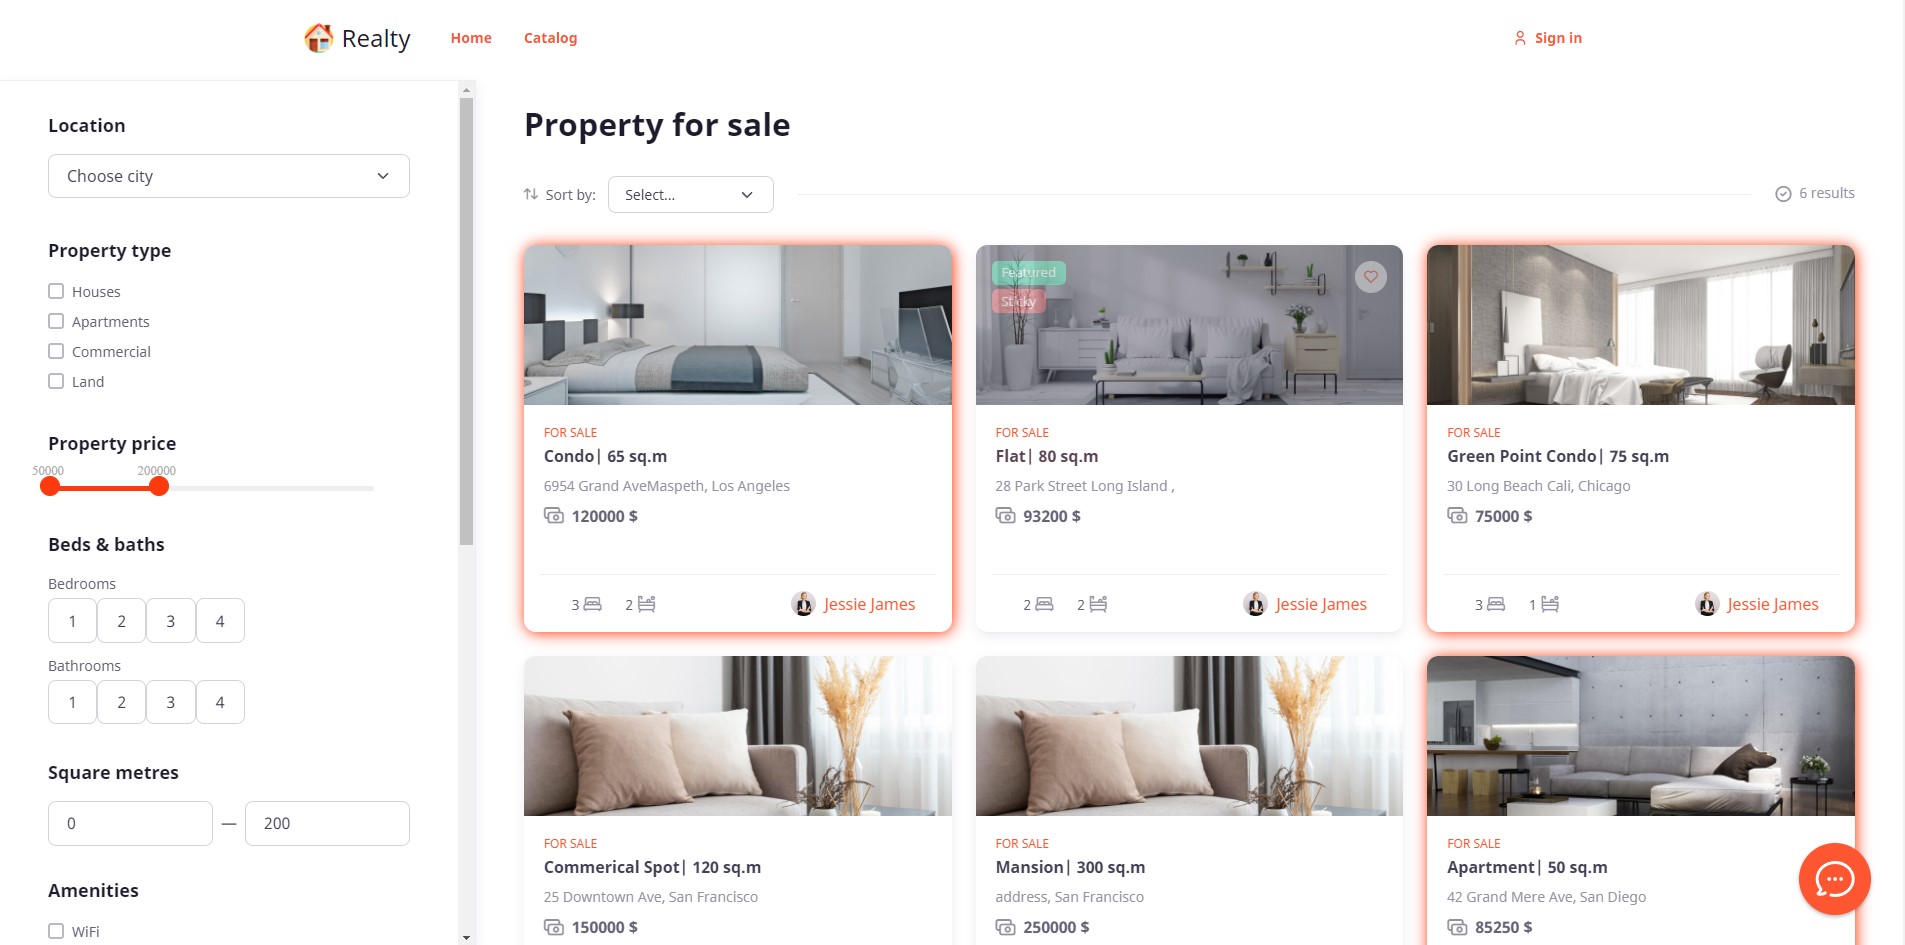 Realty
Home
Catalog
Sign in
Location
Choose city
Property type
Houses
Apartments
Commercial
Land
Property price
50000
200000
Beds & baths
Bedrooms
1 2 3 4
Bathrooms
1 2 3 4
Square metres
0 — 200
Amenities
WiFi
Property for sale
Sort by:
Select...
6 results
FOR SALE
Condo| 65 sq.m
6954 Grand AveMaspeth, Los Angeles
120000 $
3 2 Jessie James
Featured
Sticky
FOR SALE
Flat| 80 sq.m
28 Park Street Long Island ,
93200 $
2 2 Jessie James
FOR SALE
Green Point Condo| 75 sq.m
30 Long Beach Cali, Chicago
75000 $
3 1 Jessie James
FOR SALE
Commerical Spot| 120 sq.m
25 Downtown Ave, San Francisco
150000 $
FOR SALE
Mansion| 300 sq.m
address, San Francisco
250000 $
FOR SALE
Apartment| 50 sq.m
42 Grand Mere Ave, San Diego
85250 $